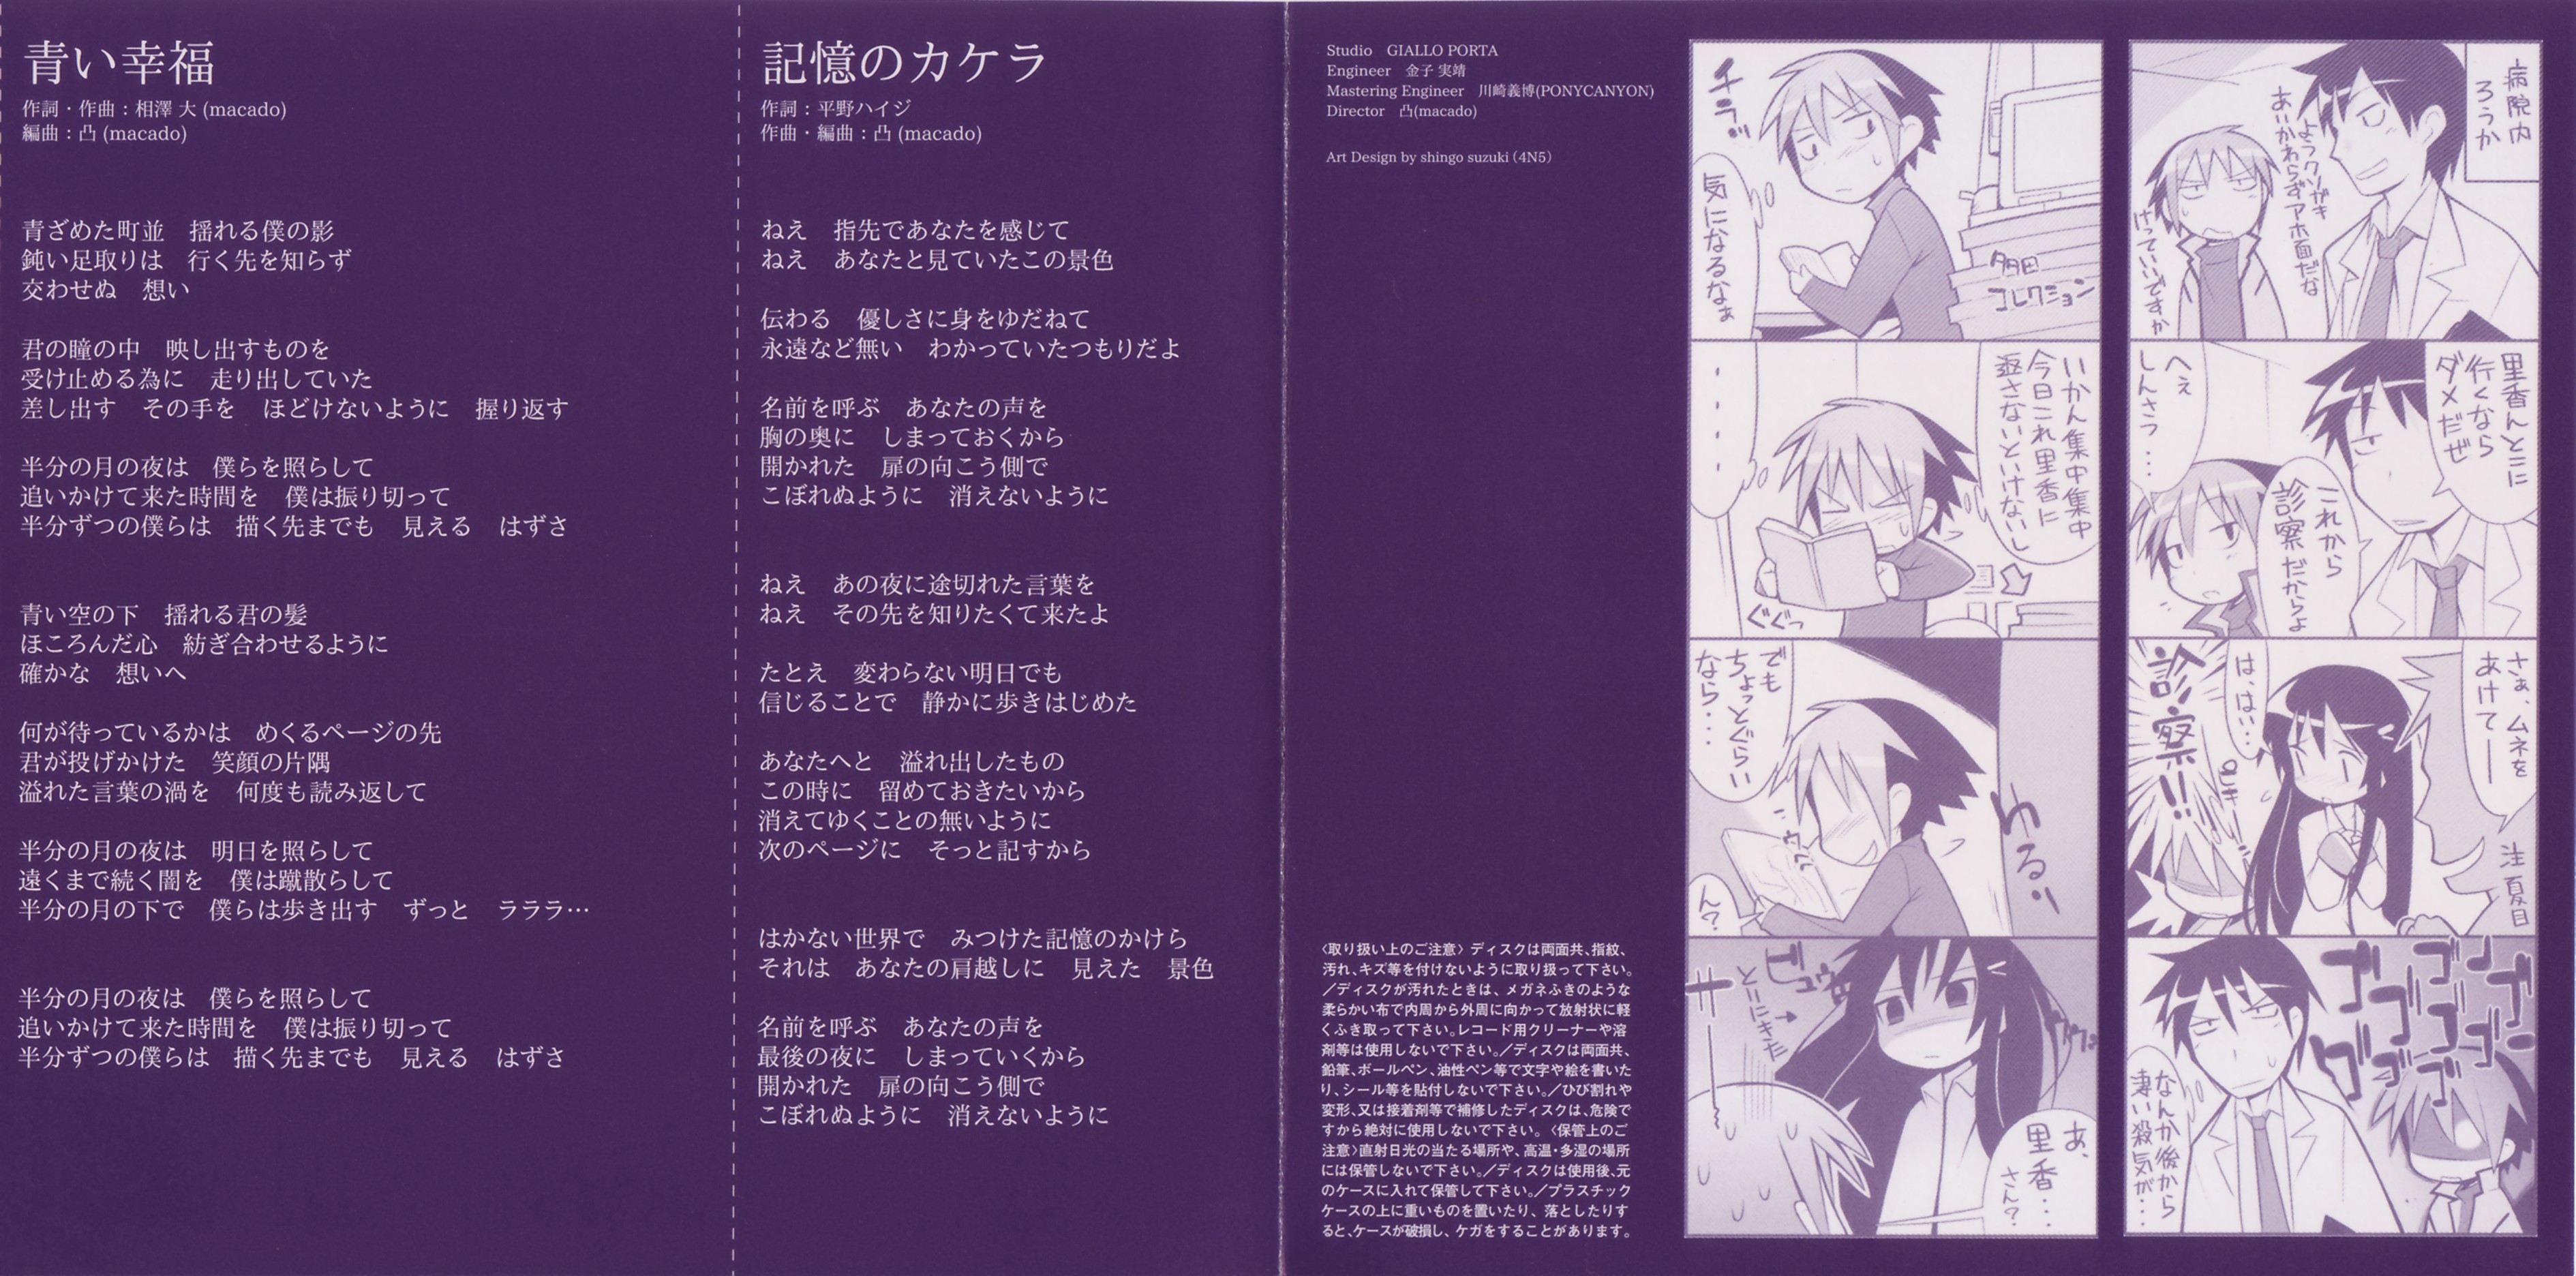 青い幸福
作詞・作曲：相澤 大 (macado)
編曲：凸 (macado)
青ざめた町並　揺れる僕の影
鈍い足取りは　行く先を知らず
交わせぬ　想い
君の瞳の中　映し出すものを
受け止める為に　走り出していた
差し出す　その手を　ほどけないように　握り返す
半分の月の夜は　僕らを照らして
追いかけて来た時間を　僕は振り切って
半分ずつの僕らは　描く先までも　見える　はずさ
青い空の下　揺れる君の髪
ほころんだ心　紡ぎ合わせるように
確かな　想いへ
何が待っているかは　めくるページの先
君が投げかけた　笑顔の片隅
溢れた言葉の渦を　何度も読み返して
半分の月の夜は　明日を照らして
遠くまで続く闇を　僕は蹴散らして
半分の月の下で　僕らは歩き出す　ずっと　ラララ…
半分の月の夜は　僕らを照らして
追いかけて来た時間を　僕は振り切って
半分ずつの僕らは　描く先までも　見える　はずさ
記憶のカケラ
作詞：平野ハイジ
作曲・編曲：凸 (macado)
ねえ　指先であなたを感じて
ねえ　あなたと見ていたこの景色
伝わる　優しさに身をゆだねて
永遠など無い　わかっていたつもりだよ
名前を呼ぶ　あなたの声を
胸の奥に　しまっておくから
開かれた　扉の向こう側で
こぼれぬように　消えないように
ねえ　あの夜に途切れた言葉を
ねえ　その先を知りたくて来たよ
たとえ　変わらない明日でも
信じることで　静かに歩きはじめた
あなたへと　溢れ出したもの
この時に　留めておきたいから
消えてゆくことの無いように
次のページに　そっと記すから
はかない世界で　みつけた記憶のかけら
それは　あなたの肩越しに　見えた　景色
名前を呼ぶ　あなたの声を
最後の夜に　しまっていくから
開かれた　扉の向こう側で
こぼれぬように　消えないように
Studio　GIALLO PORTA
Engineer　金子 実靖
Mastering Engineer　川崎義博(PONYCANYON)
Director　凸(macado)
Art Design by shingo suzuki (4N5)
〈取り扱い上のご注意〉ディスクは両面共、指紋、
汚れ、キズ等を付けないように取り扱って下さい。
／ディスクが汚れたときは、メガネふきのような
柔らかい布で内周から外周に向かって放射状に軽
くふき取って下さい。レコード用クリーナーや溶
剤等は使用しないで下さい。／ディスクは両面共、
鉛筆、ボールペン、油性ペン等で文字や絵を書いた
り、シール等を貼付しないで下さい。／ひび割れや
変形、又は接着剤等で補修したディスクは、危険で
すから絶対に使用しないで下さい。〈保管上のご
注意〉直射日光の当たる場所や、高温・多湿の場所
には保管しないで下さい。／ディスクは使用後、元
のケースに入れて保管して下さい。／プラスチック
ケースの上に重いものを置いたり、落としたりす
ると、ケースが破損し、ケガをすることがあります。
病院内
ろうか
ようクソガキ
あいかわらずアホ面だな
けっていいですか
里香んとこに
行くなら
ダメだぜ
へぇ
しんさつ…
これから
診察だからよ
さぁ、ムネを
あけてー
注 夏目
は、はい…
診察!!
ゴゴゴゴゴゴゴゴ
なんか後から
凄い殺気が…
チラッ
気になるなぁ
多田
コレクション
いかん集中集中
今日これ里香に
返さないといけないし
・・・・
ぐぐっ
でも
ちょっとぐらい
なら・・・
ん?
ゆるり
ビュウ
とーにきた
サー
あ、
里香・・・
さん?